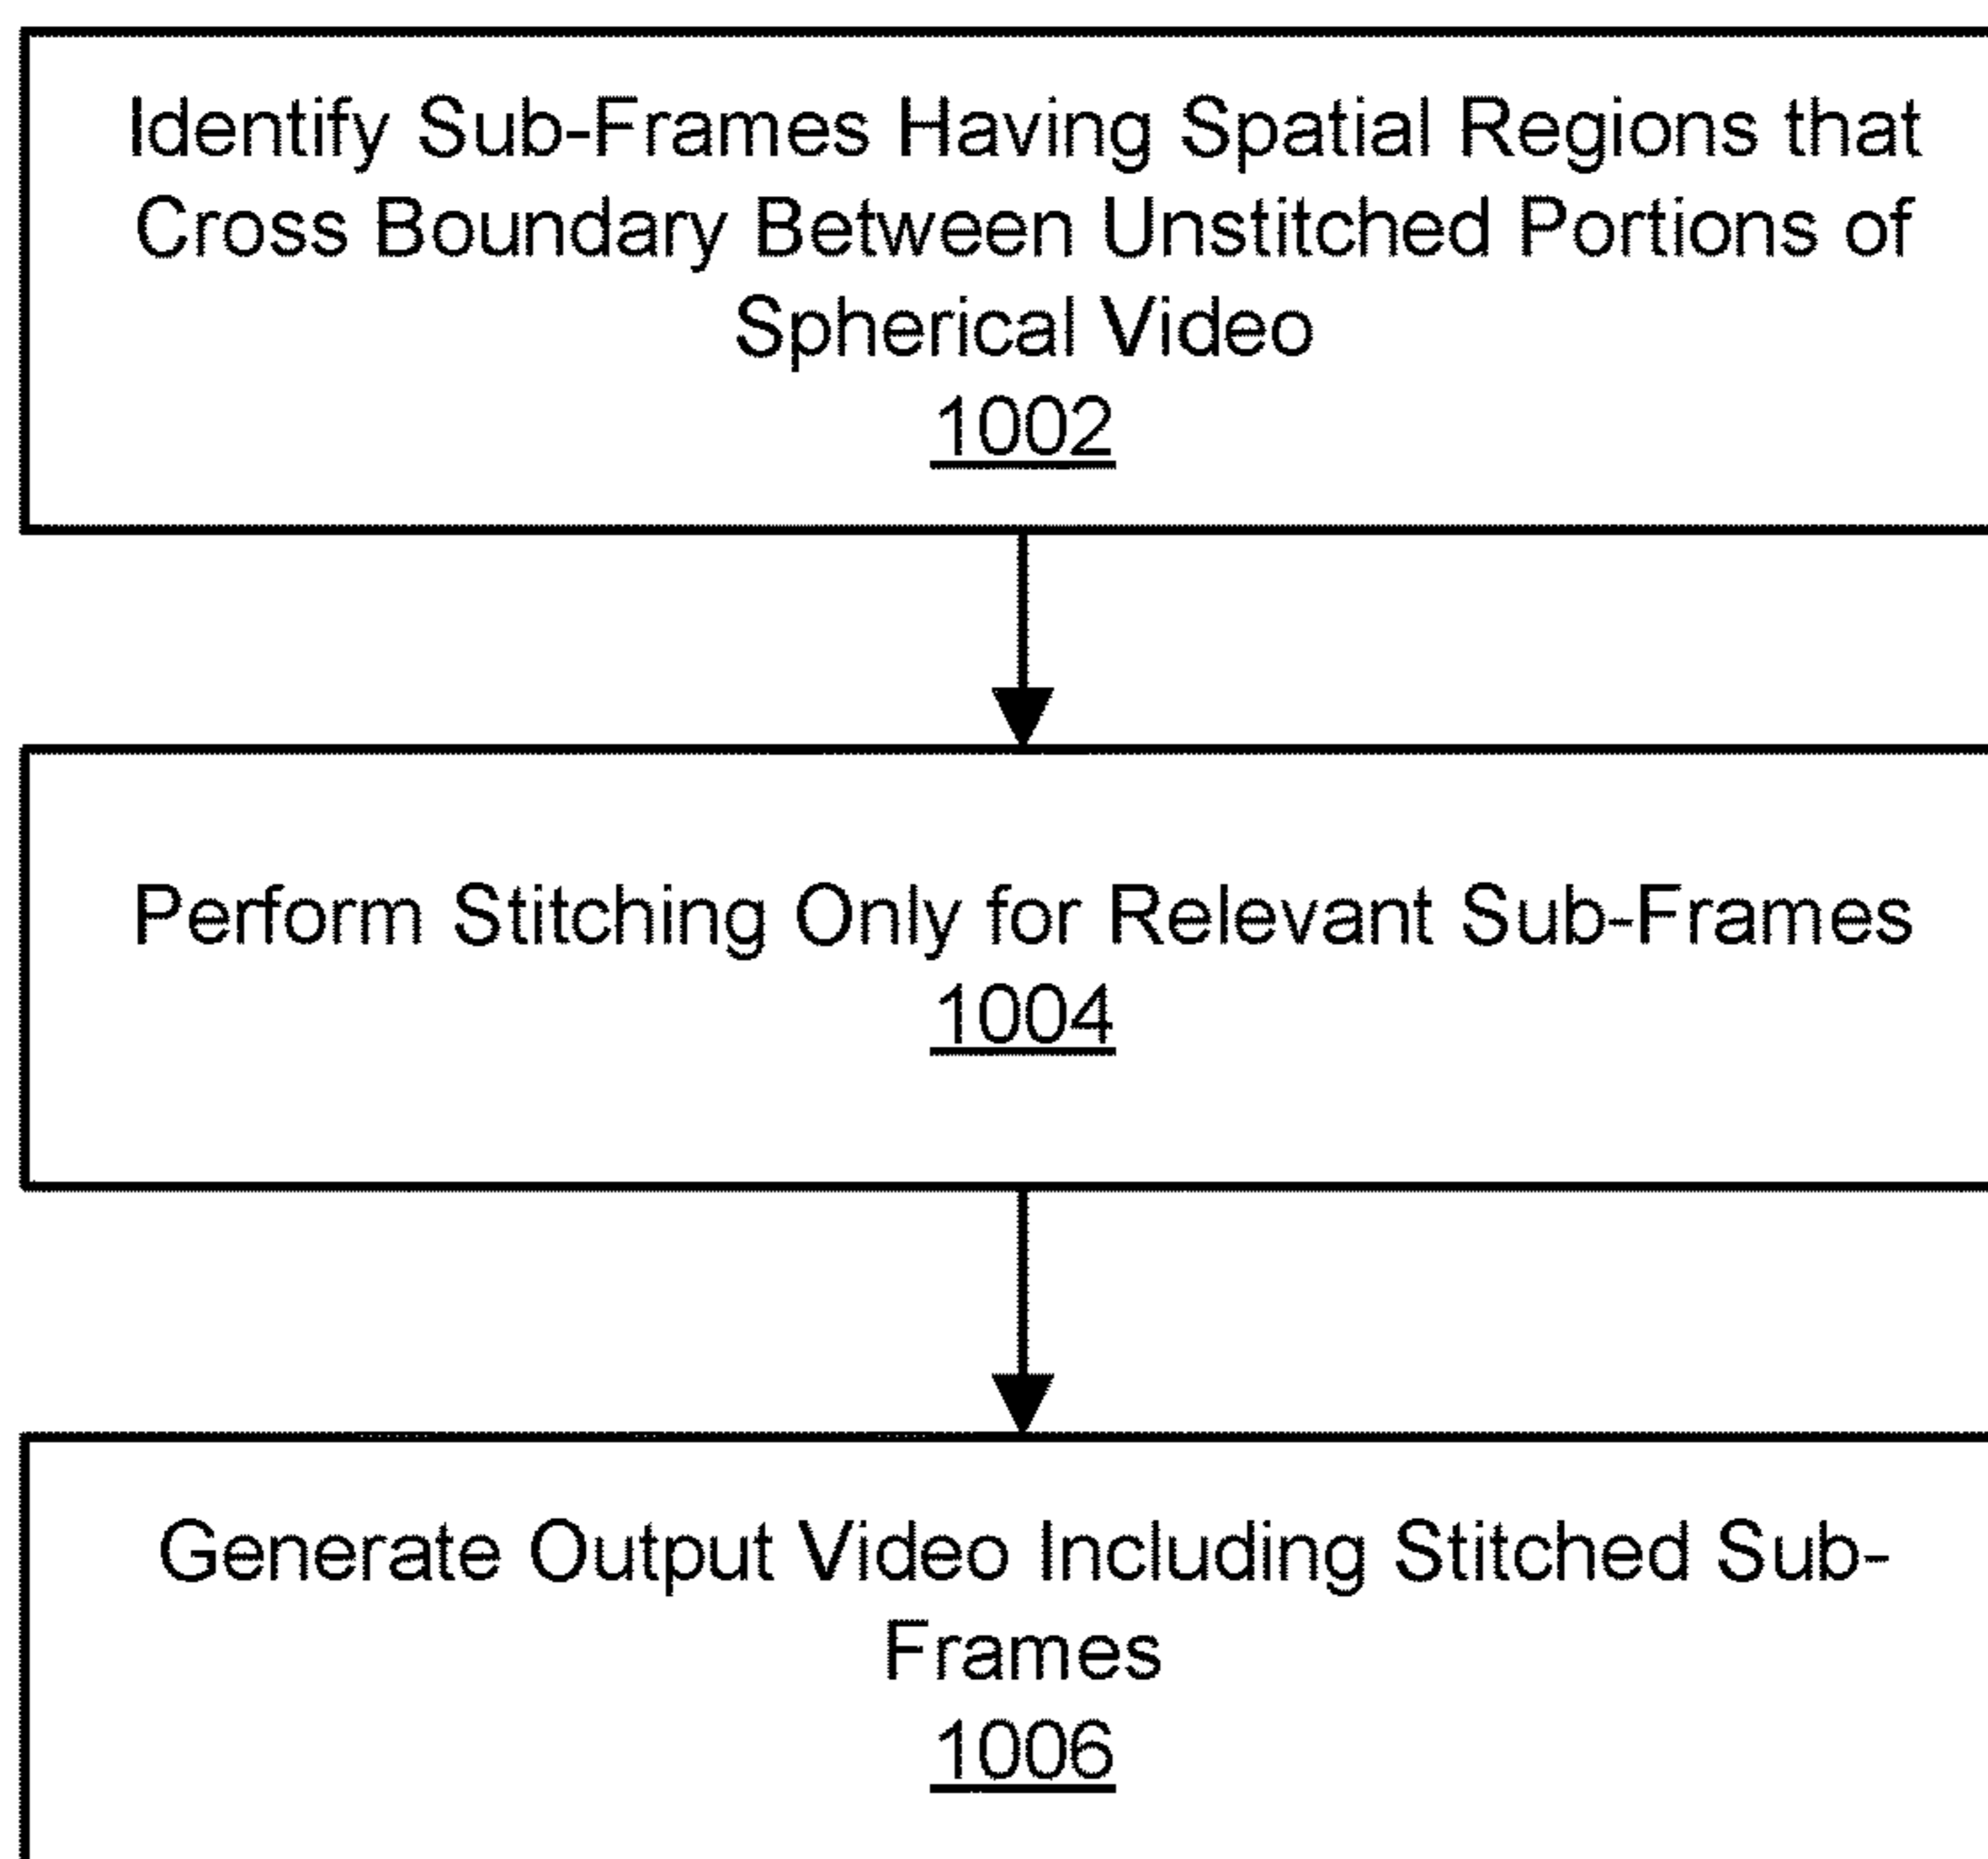 Identify Sub-Frames Having Spatial Regions that
Cross Boundary Between Unstitched Portions of
Spherical Video
1002
Perform Stitching Only for Relevant Sub-Frames
1004
Generate Output Video Including Stitched Sub-
Frames
1006